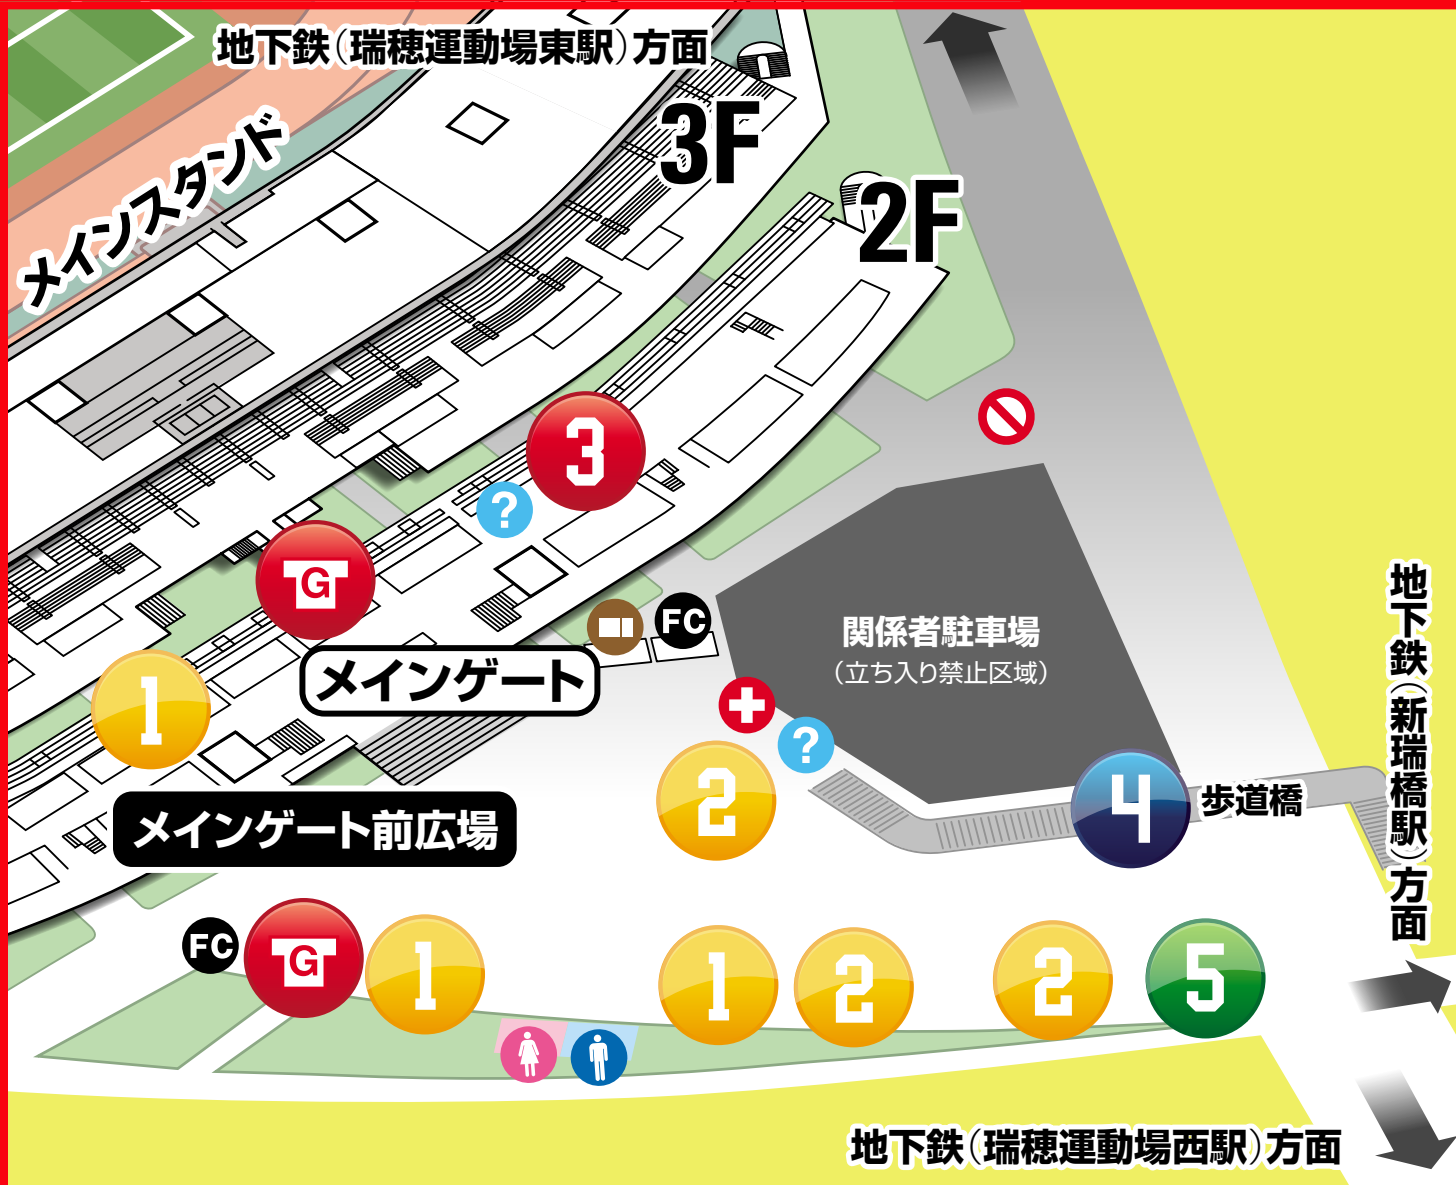 地下鉄（瑞穂運動場東駅）方面
メインスタンド
3F
2F
3
?
G
FC
メインゲート
関係者駐車場
（立ち入り禁止区域）
1
?
2
4
歩道橋
地下鉄（新瑞橋駅）方面
メインゲート前広場
FC
G
1
1
2
2
5
地下鉄（瑞穂運動場西駅）方面